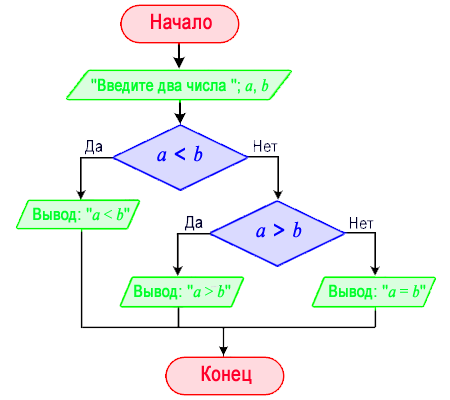 Начало
"Введите два числа "; a, b
Да
a < b
Нет
Вывод: "a < b"
Да
a > b
Нет
Вывод: "a > b"
Вывод: "a = b"
Конец